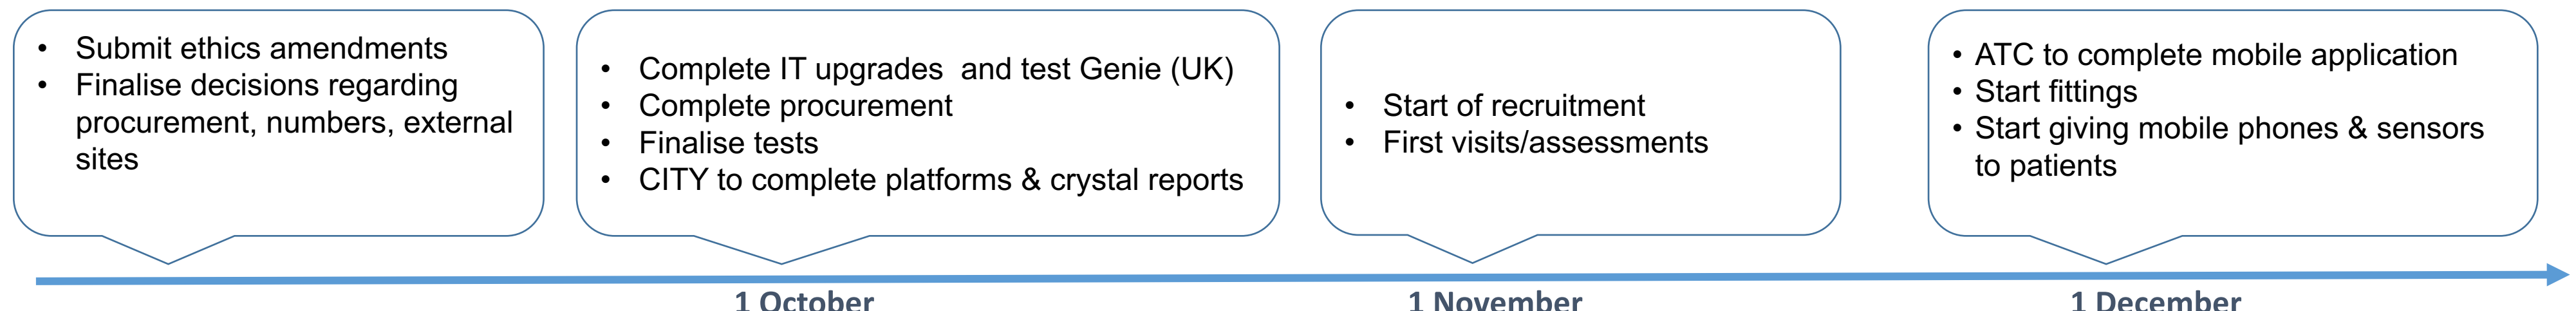 • Submit ethics amendments
• Finalise decisions regarding
procurement, numbers, external
sites
• Complete IT upgrades  and test Genie (UK)
• Complete procurement
• Finalise tests
• CITY to complete platforms & crystal reports
• Start of recruitment
• First visits/assessments
• ATC to complete mobile application
• Start fittings
• Start giving mobile phones & sensors
to patients
1 October
1 November
1 December